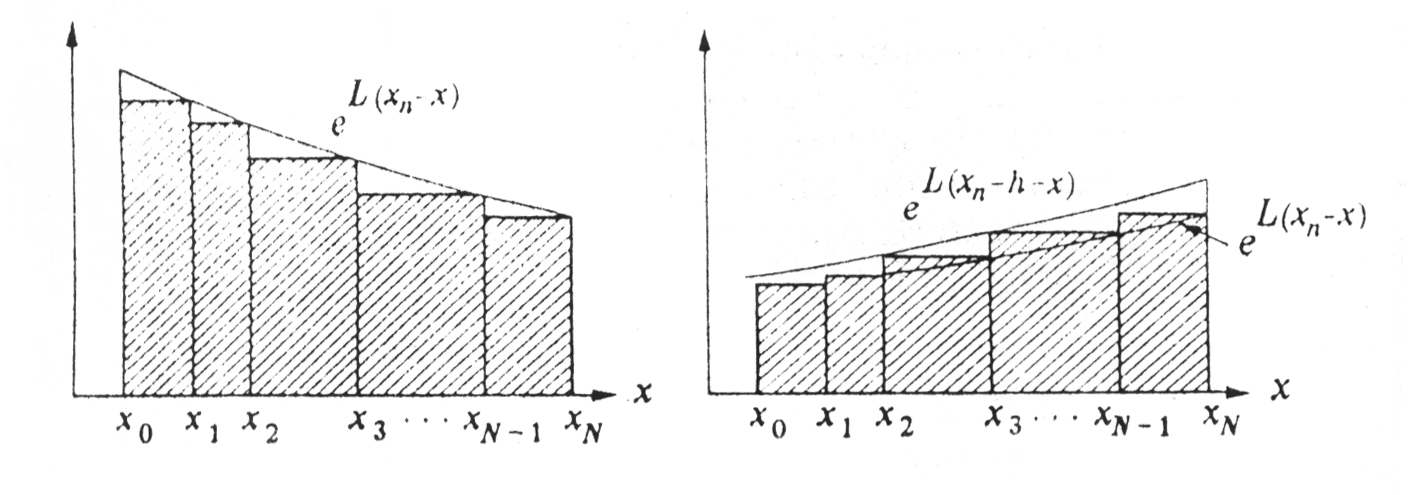 e^{L(x_n-x)}
x
x_0 x_1 x_2 x_3 ··· x_{N-1} x_N
e^{L(x_n-h-x)}
e^{L(x_n-x)}
x
x_0 x_1 x_2 x_3 ··· x_{N-1} x_N